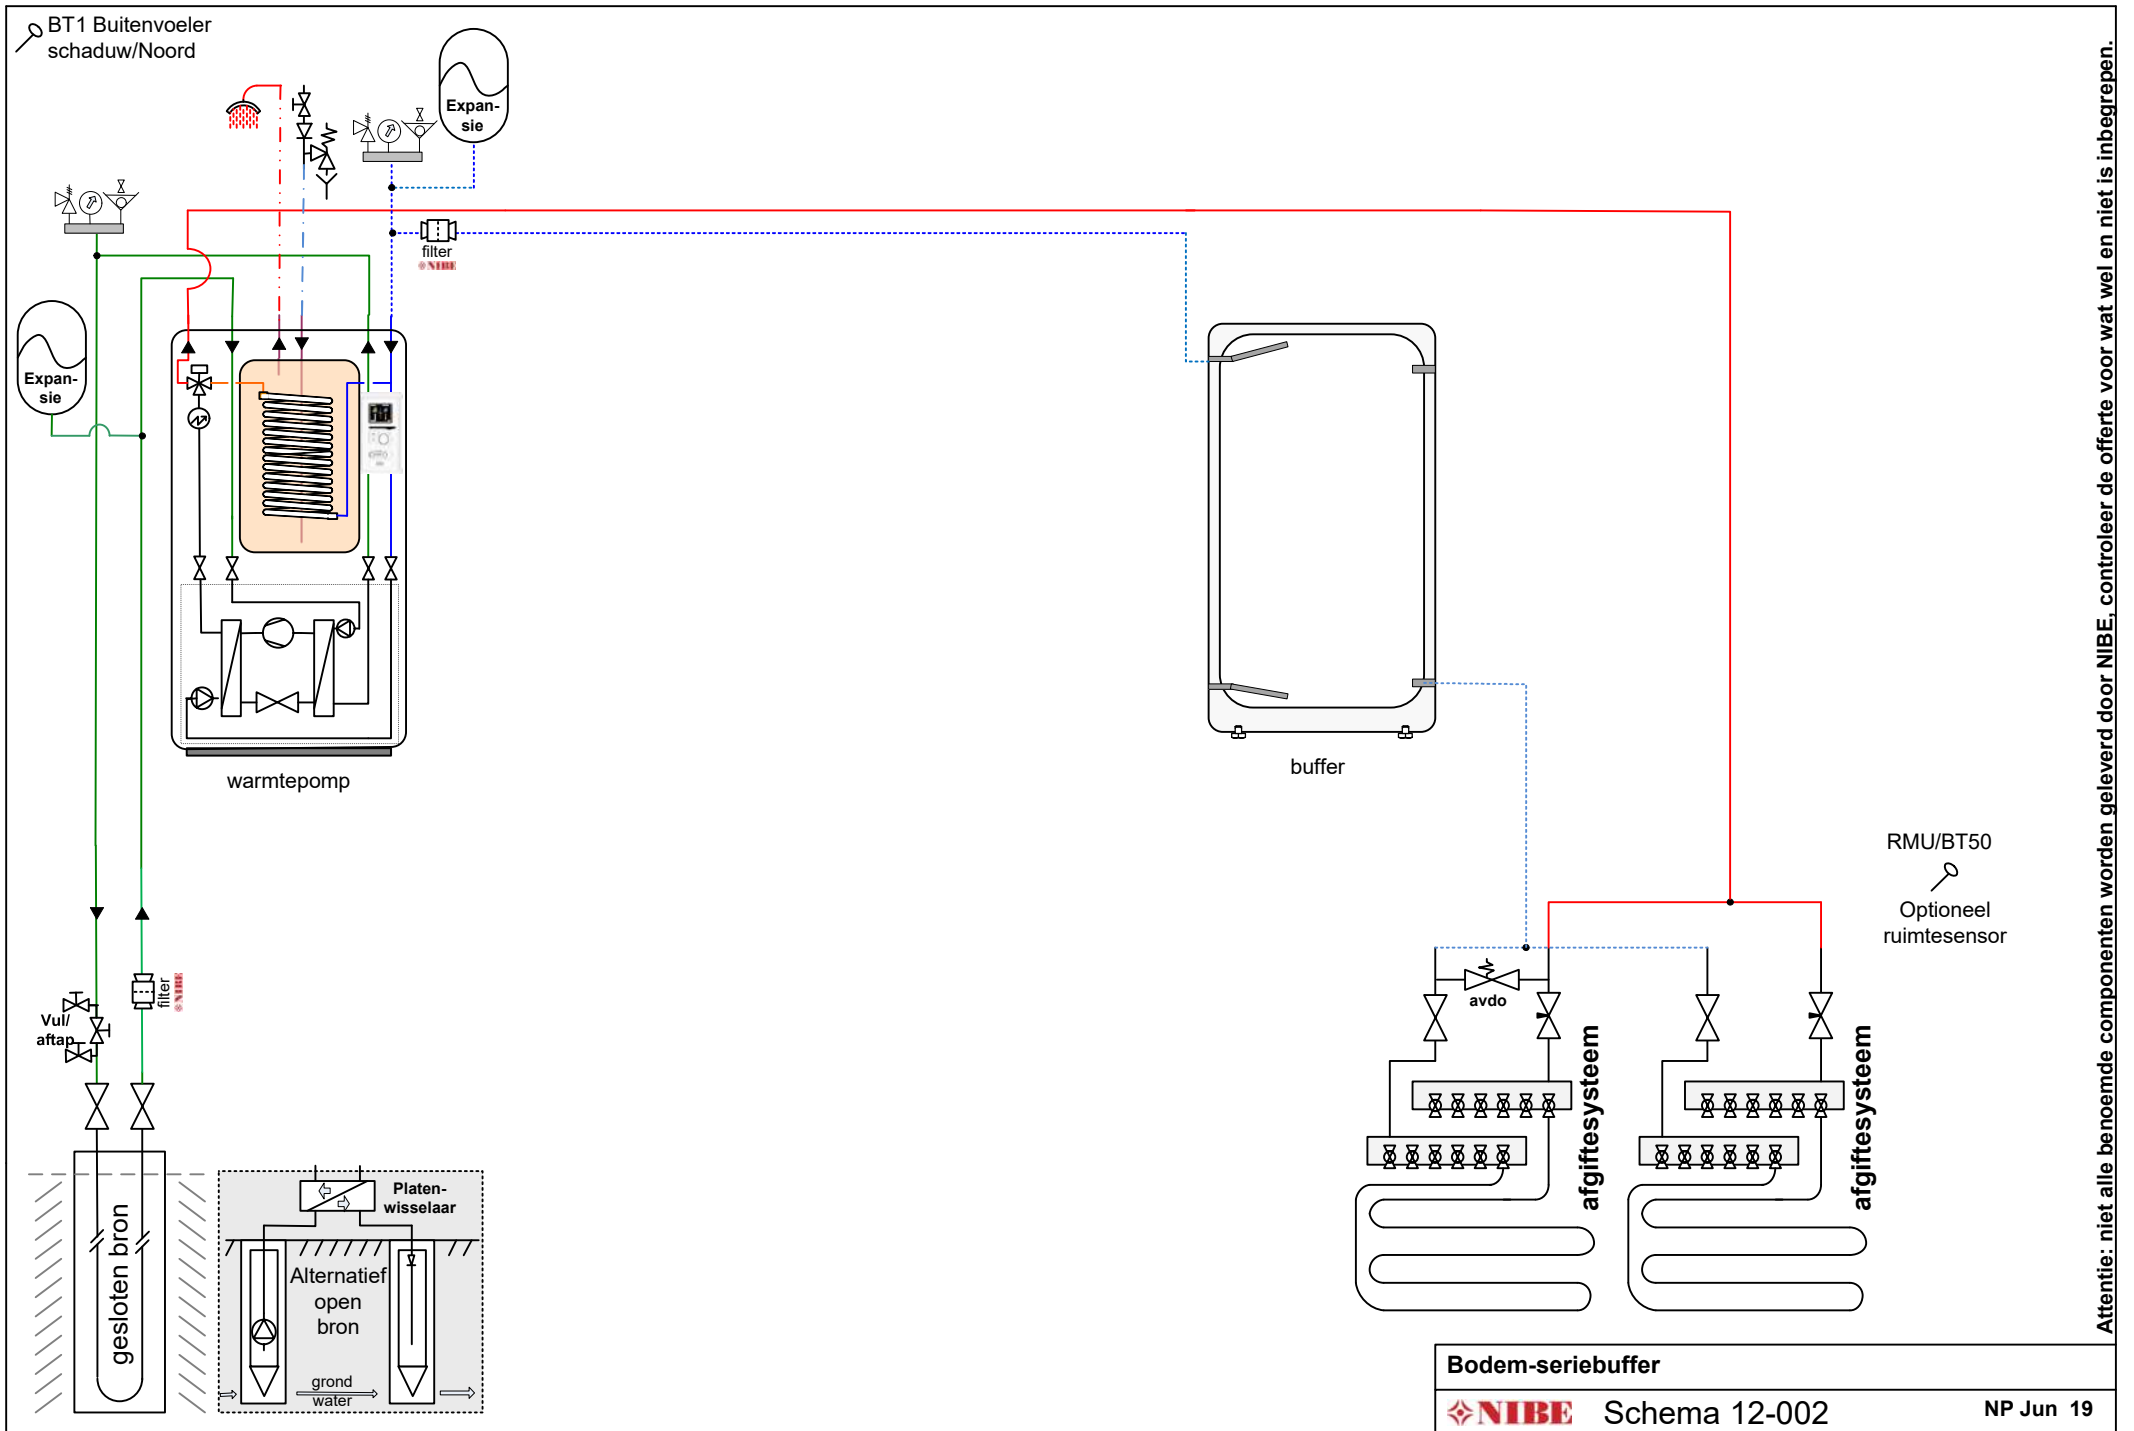 BT1 Buitenvoeler
schaduw/Noord
Expan-
sie
filter
NIBE
Expan-
sie
warmtepomp
buffer
RMU/BT50
Optioneel
ruimtesensor
avdo
afgiftesysteem
afgiftesysteem
filter
NIBE
Vul/
aftap
gesloten bron
Platen-
wisselaar
Alternatief
open
bron
grond
water
Attentie: niet alle benoemde componenten worden geleverd door NIBE, controleer de offerte voor wat wel en niet is inbegrepen.
Bodem-seriebuffer
NIBE Schema 12-002 NP Jun 19